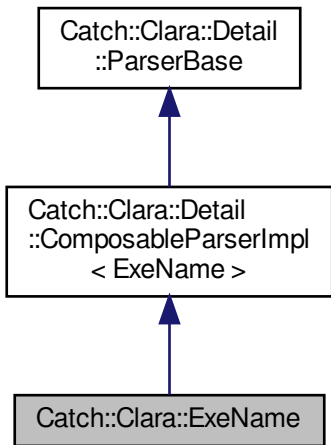 Catch::Clara::Detail
::ParserBase
Catch::Clara::Detail
::ComposableParserImpl
< ExeName >
Catch::Clara::ExeName